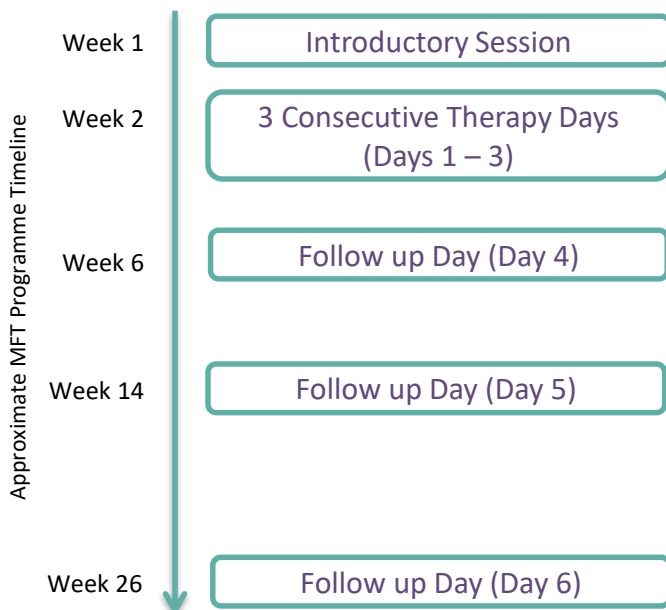 Approximate MFT Programme Timeline
Week 1
Introductory Session
Week 2
3 Consecutive Therapy Days
(Days 1 – 3)
Week 6
Follow up Day (Day 4)
Week 14
Follow up Day (Day 5)
Week 26
Follow up Day (Day 6)